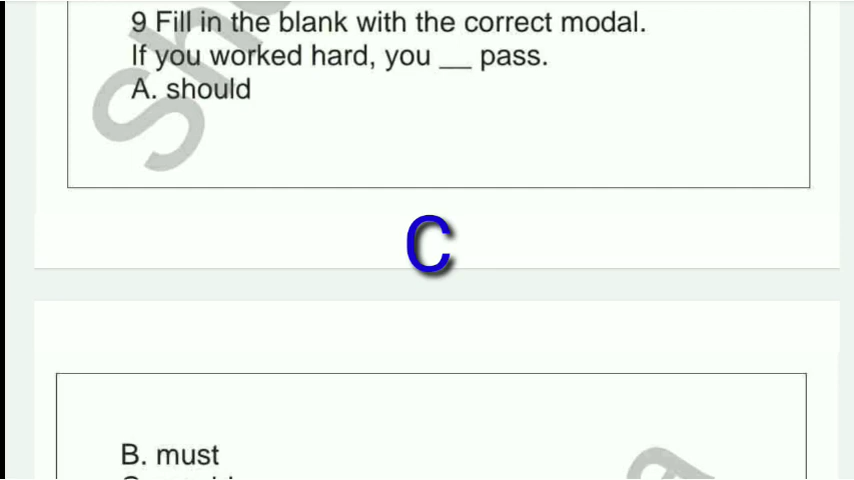 9 Fill in the blank with the correct modal.
If you worked hard, you __ pass.
A. should
C
B. must